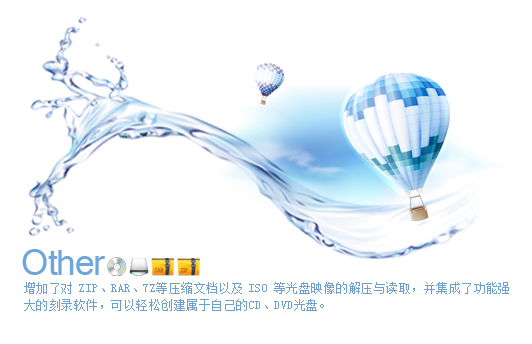 Other
TAR ZIP
增加了对 ZIP、RAR、7Z等压缩文档以及 ISO 等光盘映像的解压与读取，并集成了功能强
大的刻录软件，可以轻松创建属于自己的CD、DVD光盘。